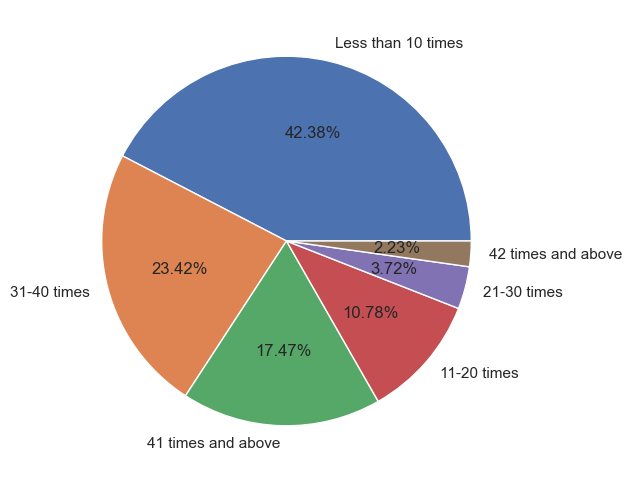 Less than 10 times
42.38%
2.23%
42 times and above
23.42%
3.72%
31-40 times
21-30 times
10.78%
17.47%
11-20 times
41 times and above